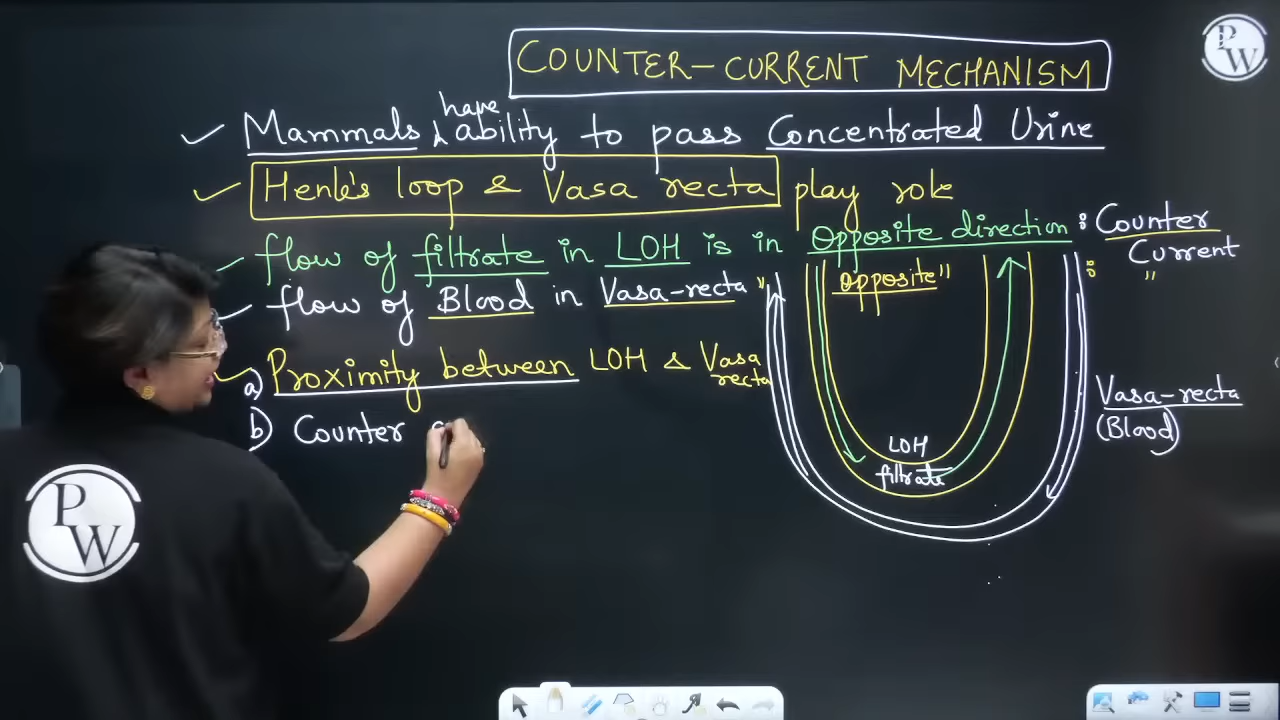 COUNTER-CURRENT MECHANISM
PW
Mammals have ability to pass Concentrated Urine
Henle's loop & Vasa recta play role
flow of filtrate in LOH is in Opposite direction : Counter Current
flow of Blood in Vasa-recta " "Opposite" : "
a) Proximity between LOH & Vasa recta
b) Counter
LOH
filtrate
Vasa-recta
(Blood)
PW